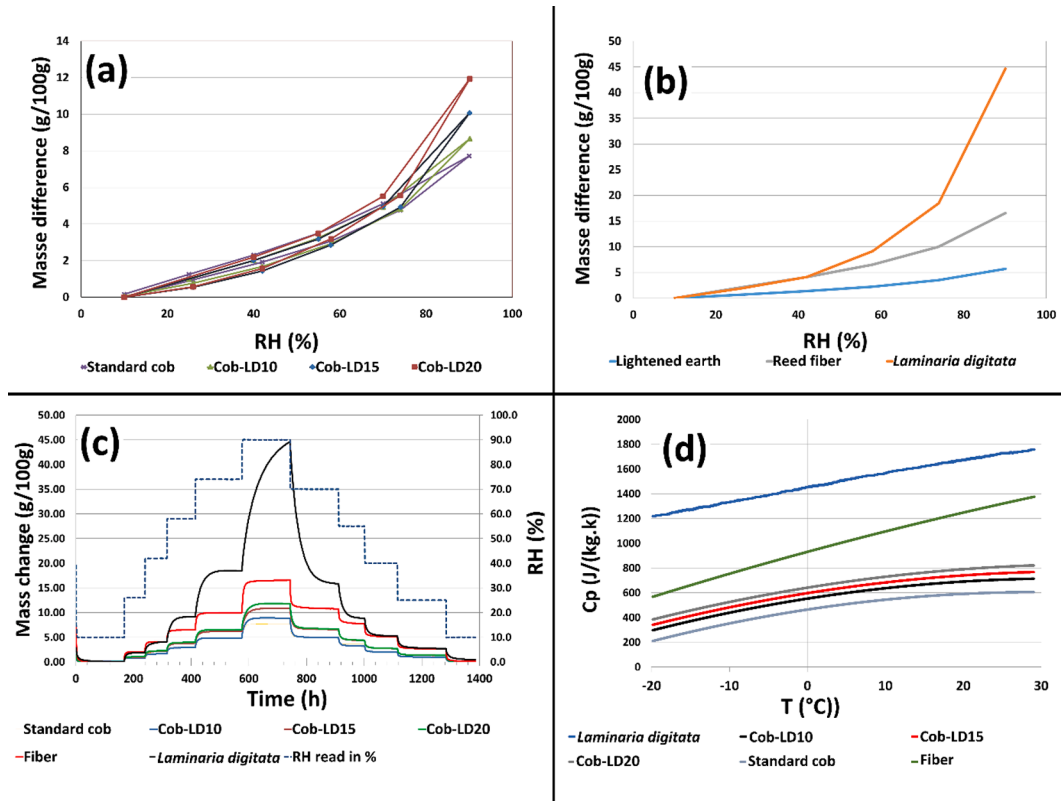 (a)
Masse difference (g/100g)
14
12
10
8
6
4
2
0
0 20 40 60 80 100
RH (%)
Standard cob Cob-LD10 Cob-LD15 Cob-LD20
(b)
Masse difference (g/100g)
50
45
40
35
30
25
20
15
10
5
0
0 20 40 60 80 100
RH (%)
Lightened earth Reed fiber Laminaria digitata
(c)
Mass change (g/100g)
50.00
45.00
40.00
35.00
30.00
25.00
20.00
15.00
10.00
5.00
0.00
100.0
90.0
80.0
70.0
60.0
50.0
40.0
30.0
20.0
10.0
0.0
RH (%)
0 200 400 600 800 1000 1200 1400
Time (h)
Standard cob Cob-LD10 Cob-LD15 Cob-LD20
Fiber Laminaria digitata RH read in %
(d)
Cp (J/(kg.k))
2000
1800
1600
1400
1200
1000
800
600
400
200
0
-20 -10 0 10 20 30
T (°C))
Laminaria digitata Cob-LD10 Cob-LD15
Cob-LD20 Standard cob Fiber